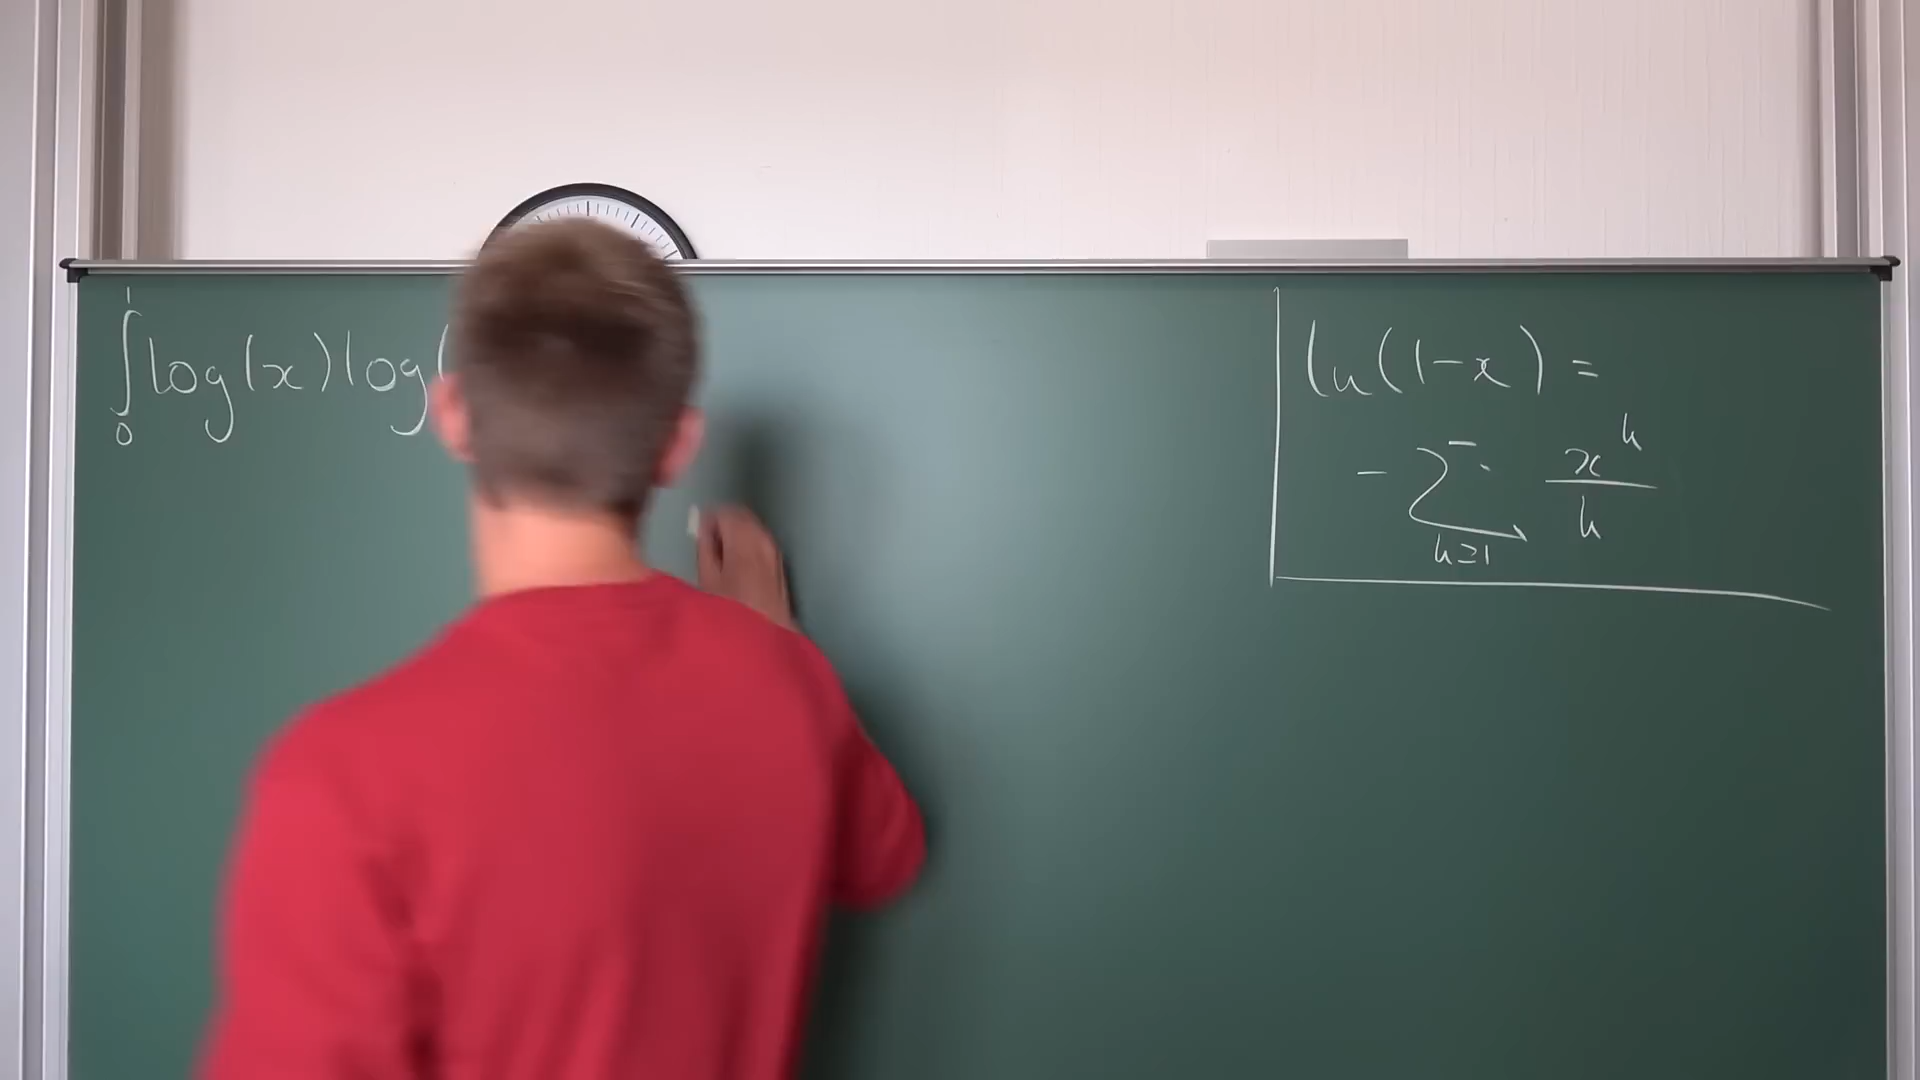 ∫₀¹ log(x) log(
ln(1-x) =
- ∑_{k≥1} x^k / k